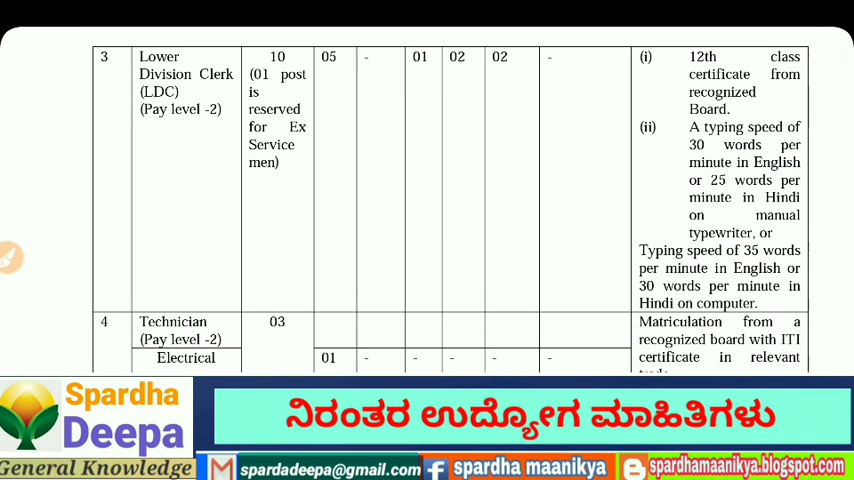 3 Lower Division Clerk (LDC) (Pay level -2) 10 (01 post is reserved for Ex Service men) 05 - 01 02 02 -
(i) 12th class
certificate from
recognized
Board.
(ii) A typing speed of
30 words per
minute in English
or 25 words per
minute in Hindi
on manual
typewriter, or
Typing speed of 35 words
per minute in English or
30 words per minute in
Hindi on computer.
4 Technician (Pay level -2) 03
Electrical 01 - - - - -
Matriculation from a
recognized board with ITI
certificate in relevant
Spardha
Deepa
General Knowledge
ನಿರಂತರ ಉದ್ಯೋಗ ಮಾಹಿತಿಗಳು
spardadeepa@gmail.com spardha maanikya spardhamaanikya.blogspot.com